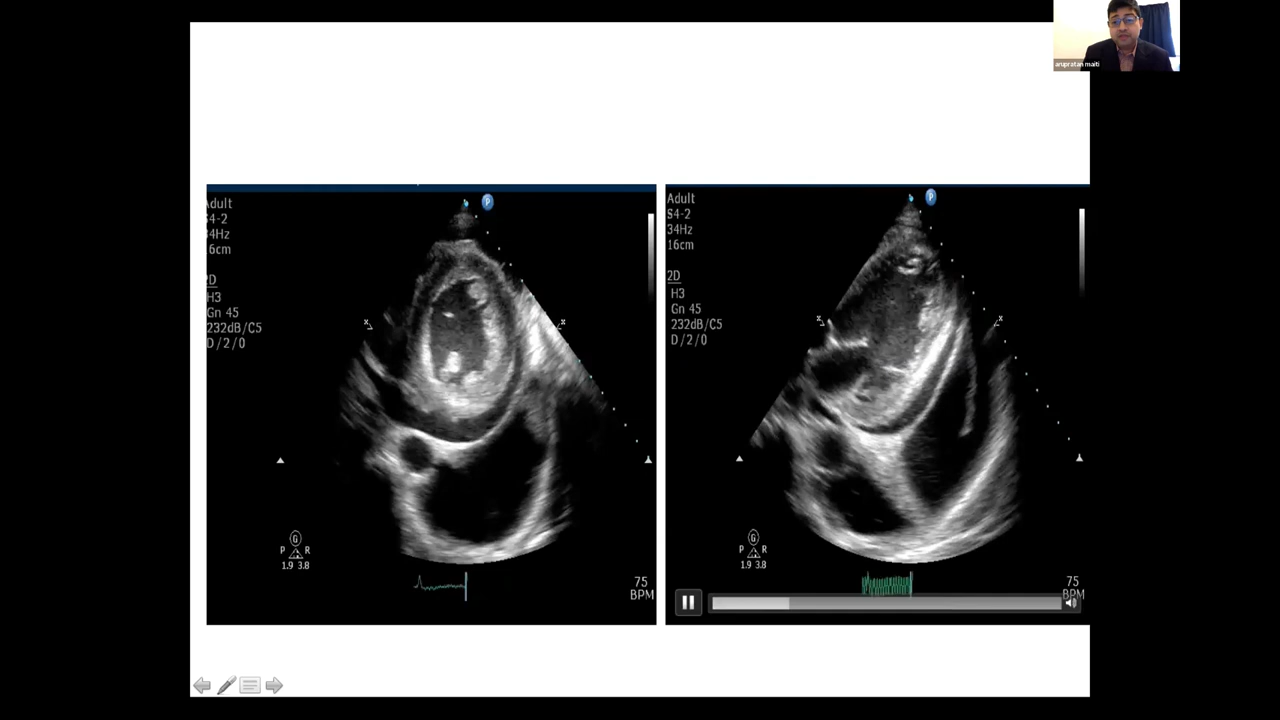 arupratan maiti
Adult
S4-2
34Hz
16cm
2D
H3
Gn 45
232dB/C5
D/2/0
x
x
G
P R
1.9 3.8
75
BPM
P
Adult
S4-2
34Hz
16cm
2D
H3
Gn 45
232dB/C5
D/2/0
x
x
G
P R
1.9 3.8
75
BPM
P